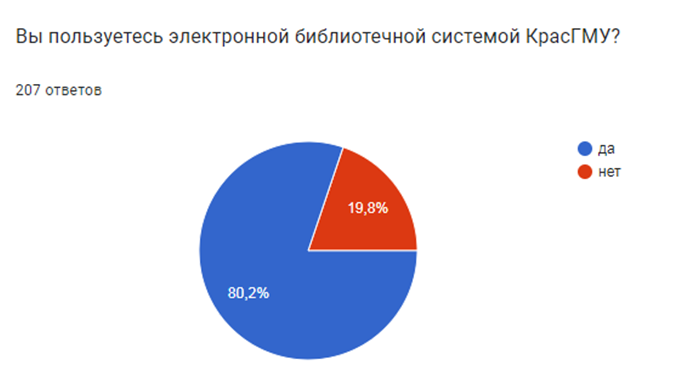 Вы пользуетесь электронной библиотечной системой КрасГМУ?
207 ответов
да
нет
19,8%
80,2%